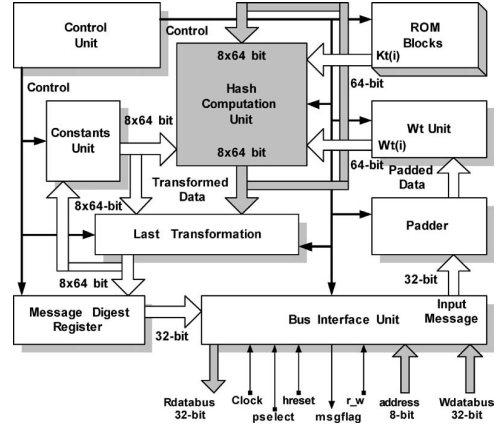 Control
Unit
Control
Control
8x64 bit
Hash
Computation
Unit
8x64 bit
ROM
Blocks
Kt(i)
64-bit
Constants
Unit
8x64 bit
Wt Unit
Wt(i)
64-bit
Padded
Data
Transformed
Data
8x64-bit
Last Transformation
Padder
8x64 bit
32-bit
Message Digest
Register
32-bit
Bus Interface Unit
Input
Message
Rdatabus
32-bit
Clock
pselect
hreset
msgflag
r_w
address
8-bit
Wdatabus
32-bit